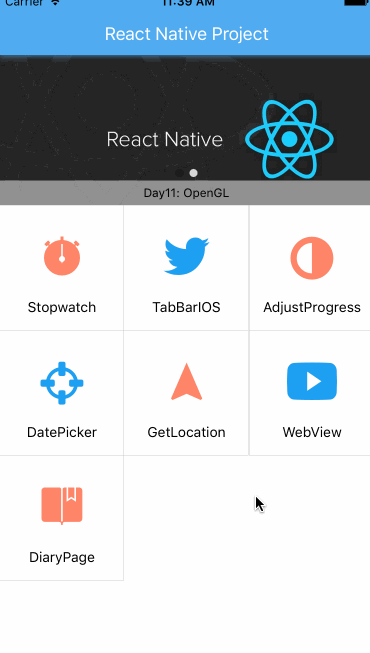 Carrier
11:39 AM
React Native Project
React Native
Day11: OpenGL
Stopwatch
TabBarIOS
AdjustProgress
DatePicker
GetLocation
WebView
DiaryPage